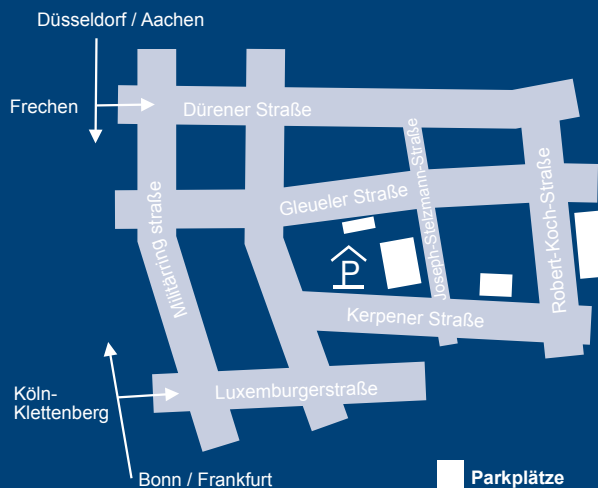 Düsseldorf / Aachen
Frechen
Dürener Straße
Gleueler Straße
Joseph-Stelzmann-Straße
Robert-Koch-Straße
Militärring straße
P
Kerpener Straße
Köln-
Klettenberg
Luxemburgerstraße
Bonn / Frankfurt
Parkplätze